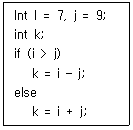 Int I = 7, j = 9;
int k;
if (i > j)
k = i - j;
else
k = i + j;